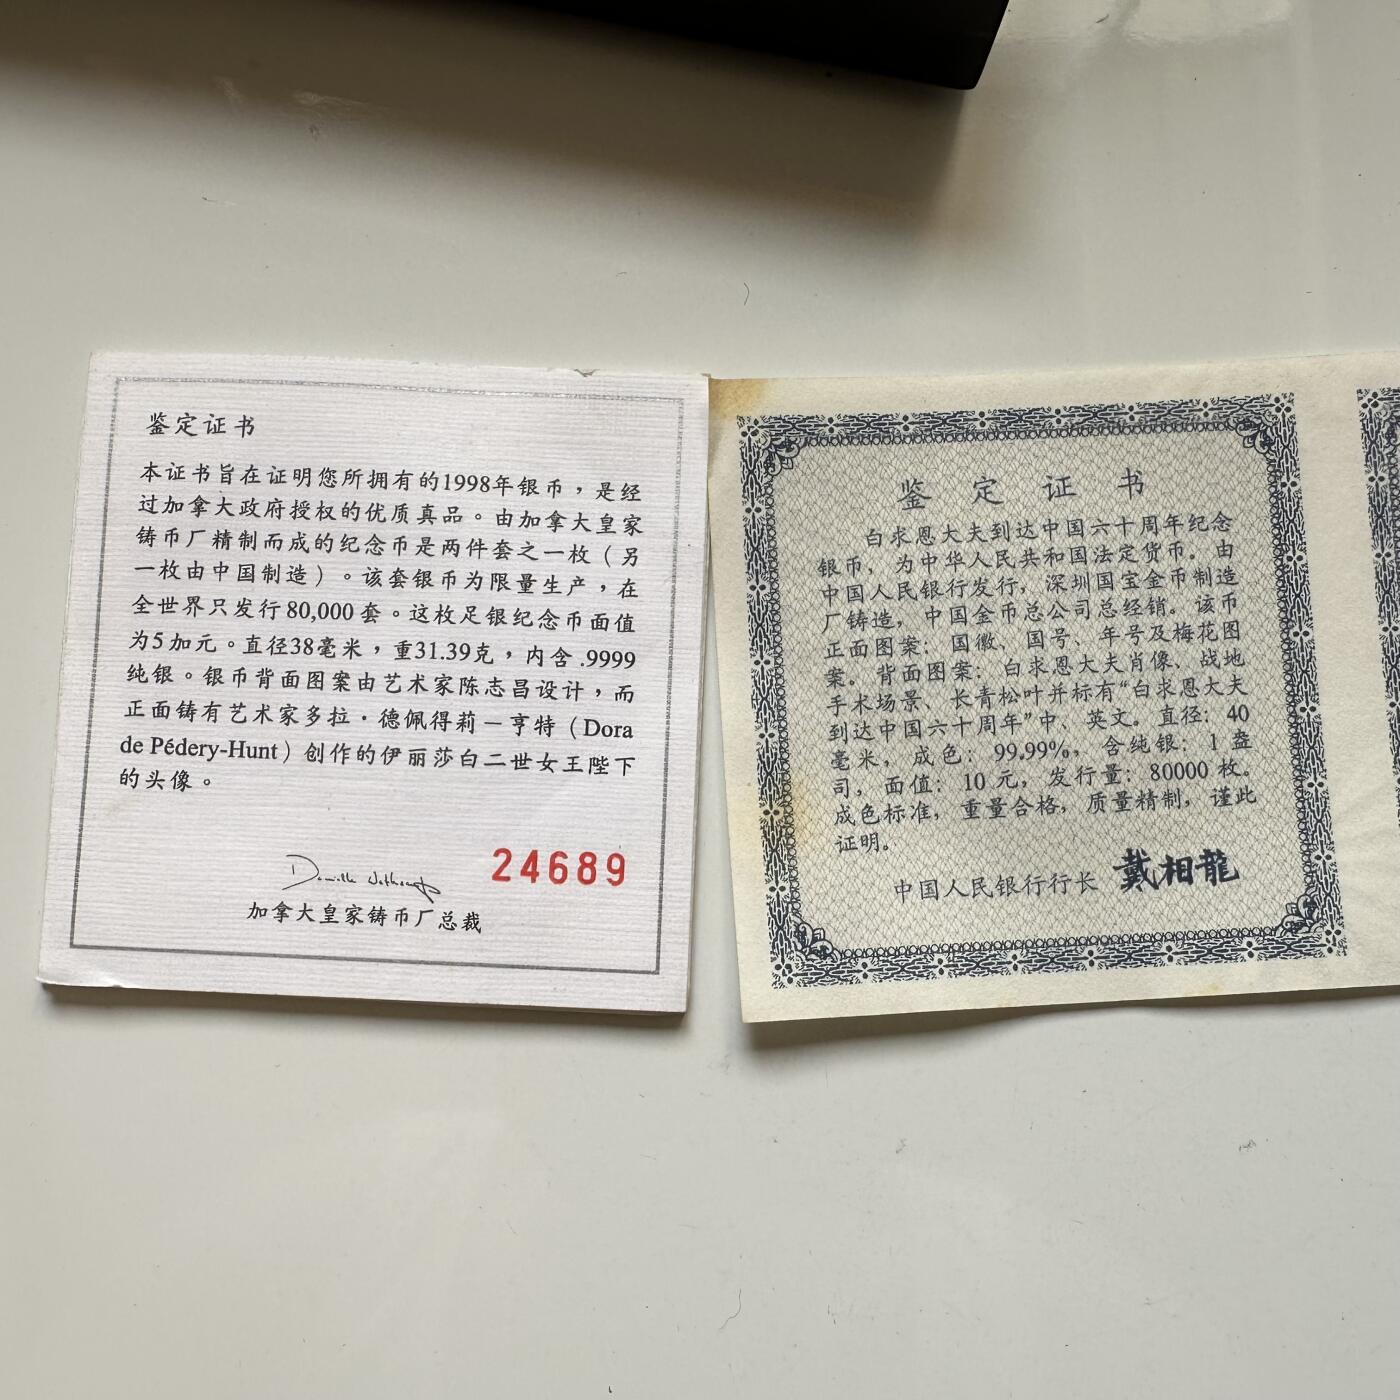 鉴定证书
本证书旨在证明您所拥有的1998年银币，是经
过加拿大政府授权的优质真品。由加拿大皇家
铸币厂精制而成的纪念币是两件套之一枚（另
一枚由中国制造）。该套银币为限量生产，在
全世界只发行80,000套。这枚足银纪念币面值
为5加元。直径38毫米，重31.39克，内含.9999
纯银。银币背面图案由艺术家陈志昌设计，而
正面铸有艺术家多拉·德佩得莉－亨特（Dora
de Pédery-Hunt）创作的伊丽莎白二世女王陛下
的头像。
24689
加拿大皇家铸币厂总裁
鉴定证书
白求恩大夫到达中国六十周年纪念
银币，为中华人民共和国法定货币。由
中国人民银行发行，深圳国宝金币制造
厂铸造，中国金币总公司总经销。该币
正面图案：国徽、国号、年号及梅花图
案。背面图案：白求恩大夫肖像、战地
手术场景、长青松叶并标有“白求恩大夫
到达中国六十周年”中、英文。直径：40
毫米，成色：99.99%，含纯银：1盎
司，面值：10元，发行量：80000枚。
成色标准，重量合格，质量精制，谨此
证明。
中国人民银行行长 戴相龍